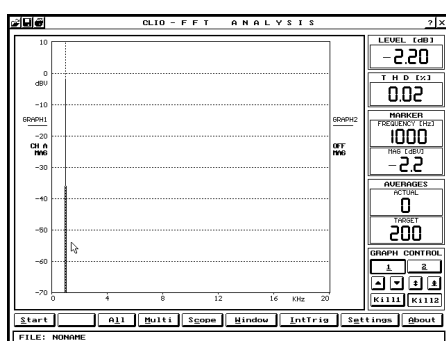 CLIO - FFT ANALYSIS ? X
LEVEL [dB]
-2.20
THD [%]
0.02
MARKER
FREQUENCY [Hz]
1000
MAG [dBV]
-2.2
AVERAGES
ACTUAL
0
TARGET
200
GRAPH CONTROL
1 2
Kill1 Kill2
10
0
dBV
-10
GRAPH1 GRAPH2
-20
CH A OFF
MAG MAG
-30
-40
-50
-60
-70
0 4 8 12 16 KHz 20
Start All Multi Scope Window IntTrig Settings About
FILE: NONAME